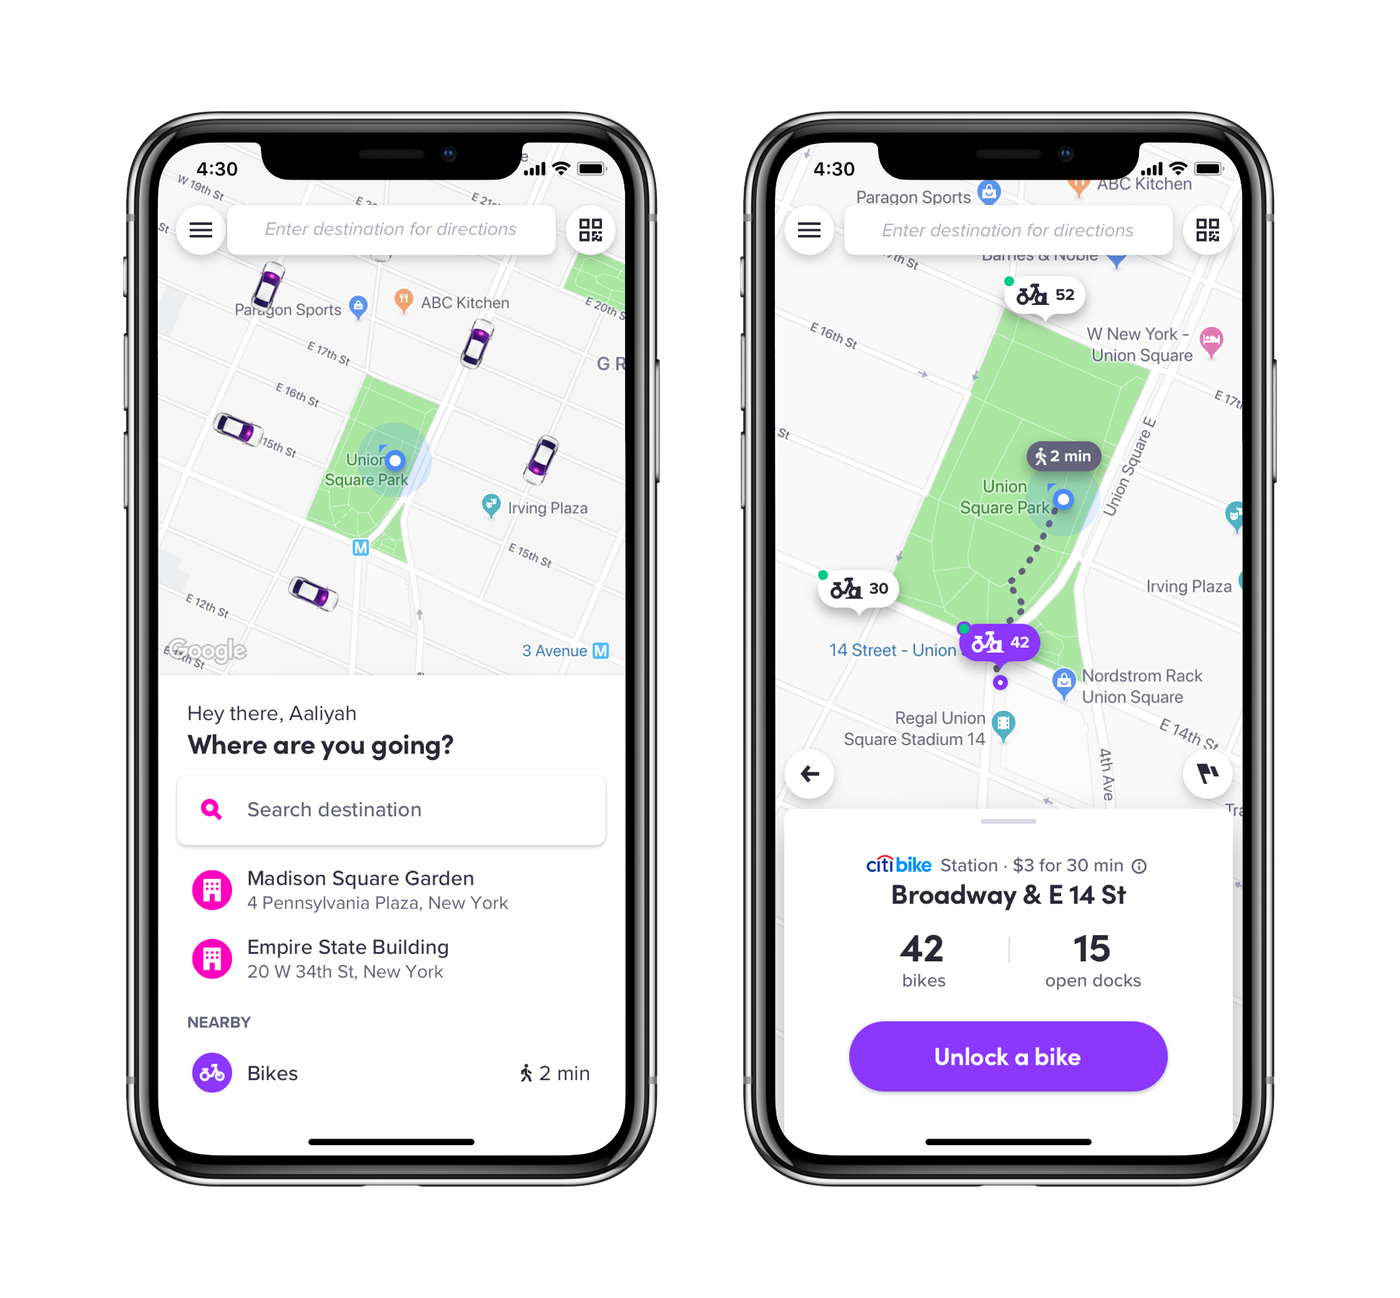 4:30
W 19th St
E 21s
Enter destination for directions
Paragon Sports
ABC Kitchen
E 20th S
E 17th St
G R
E 16th St
15th St
Union
Square Park
Irving Plaza
M
E 15th St
E 12th St
Google
3 Avenue M
Hey there, Aaliyah
Where are you going?
Search destination
Madison Square Garden
4 Pennsylvania Plaza, New York
Empire State Building
20 W 34th St, New York
NEARBY
Bikes
2 min
4:30
Paragon Sports
ABC Kitchen
Enter destination for directions
7th St
Barnes & Noble
52
E 16th St
W New York -
Union Square
E 17t
St
Union Square E
2 min
Union
Square Park
Irving Plaza
30
42
14 Street - Union
Nordstrom Rack
Union Square
Regal Union
Square Stadium 14
E 14th St
4th Ave
Tra
citi bike Station · $3 for 30 min
Broadway & E 14 St
42
bikes
15
open docks
Unlock a bike